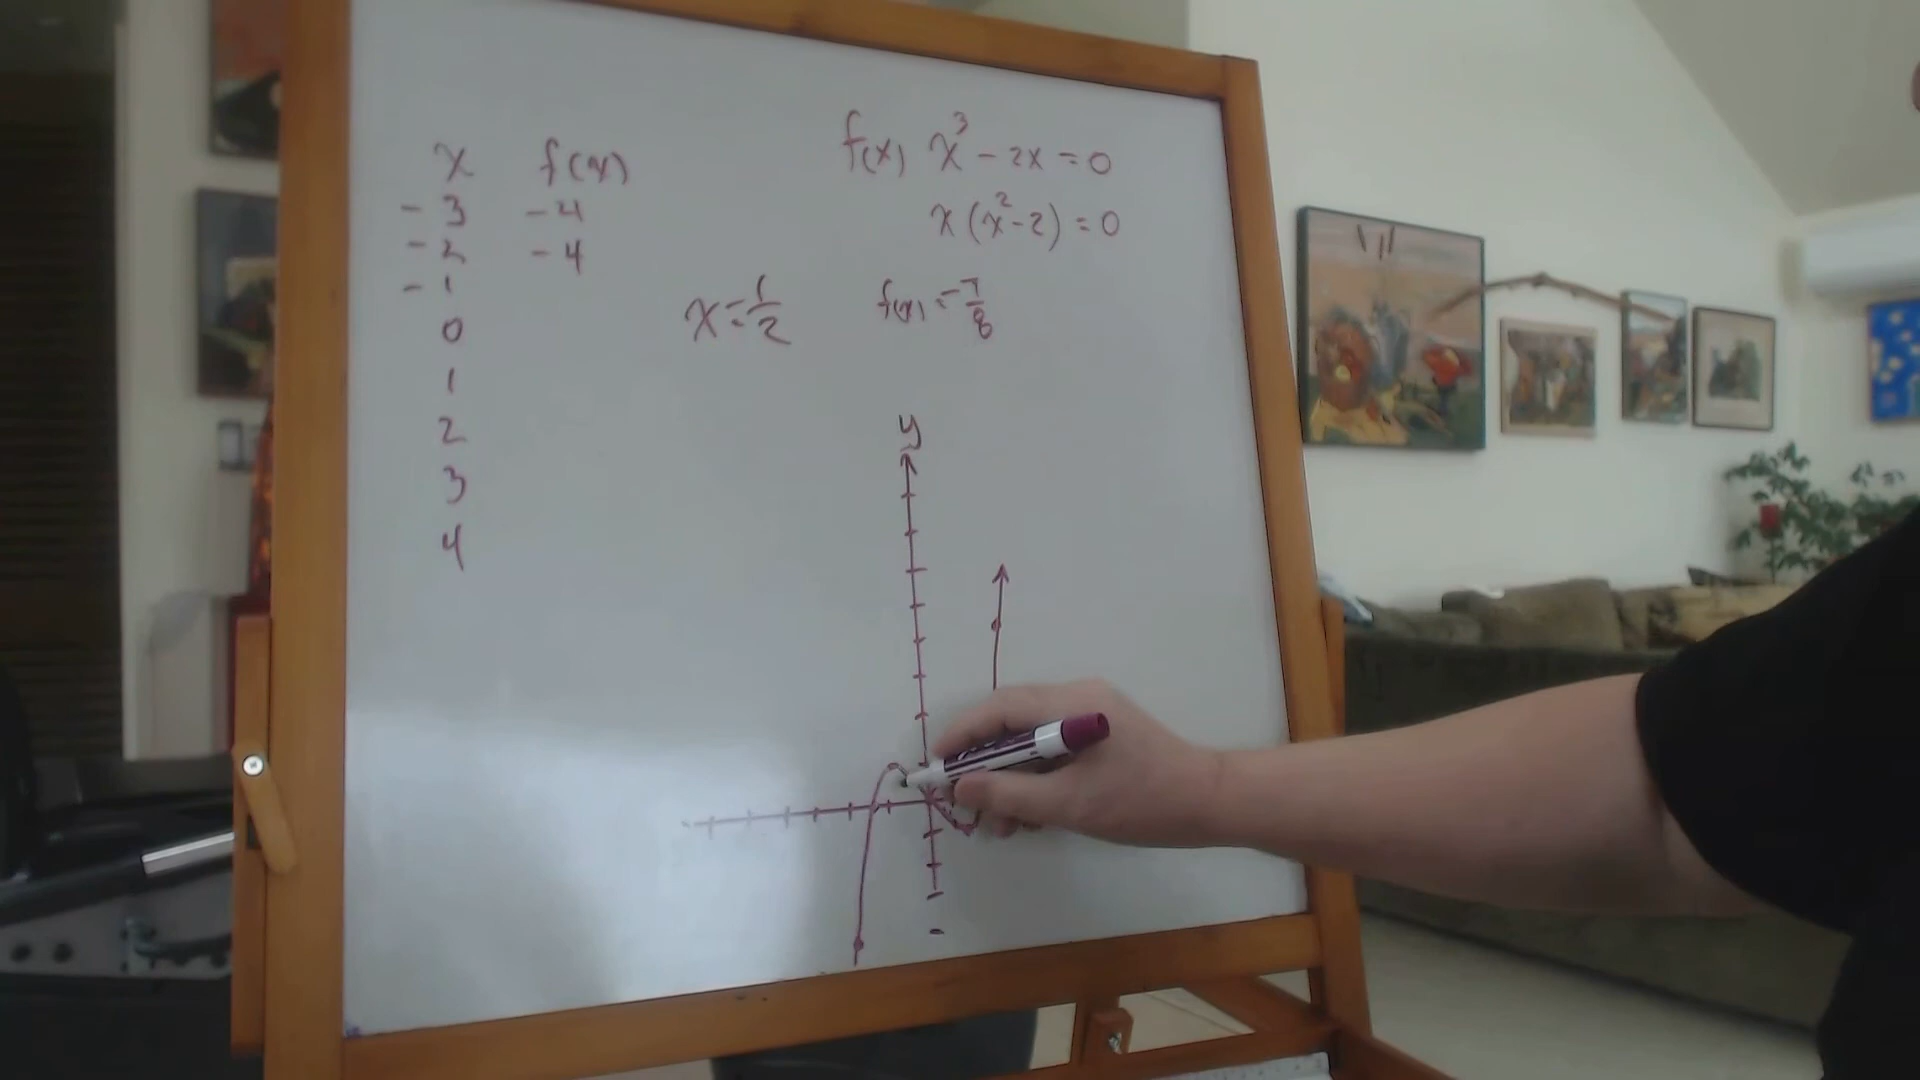 x f(x)
-3 -4
-2 -4
-1
0
1
2
3
4
f(x) x³ - 2x = 0
x(x² - 2) = 0
x = 1/2 f(x) = -7/8
y